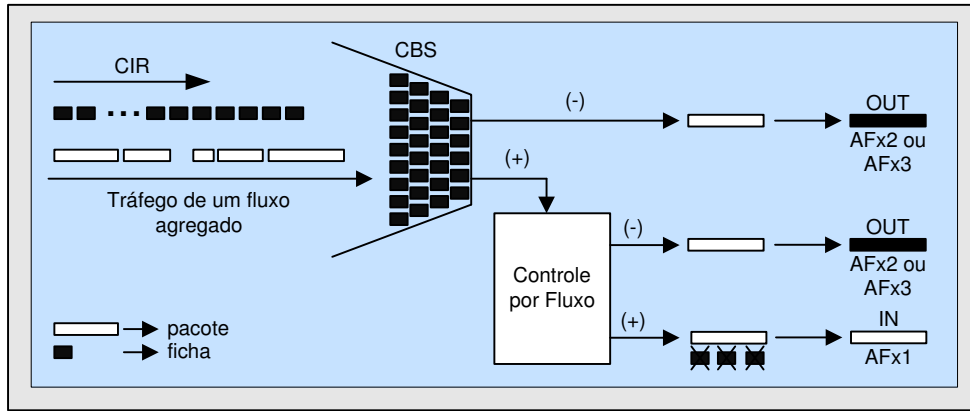 CIR
CBS
Tráfego de um fluxo
agregado
(-)
OUT
AFx2 ou
AFx3
(+)
Controle
por Fluxo
(-)
OUT
AFx2 ou
AFx3
(+)
IN
AFx1
pacote
ficha